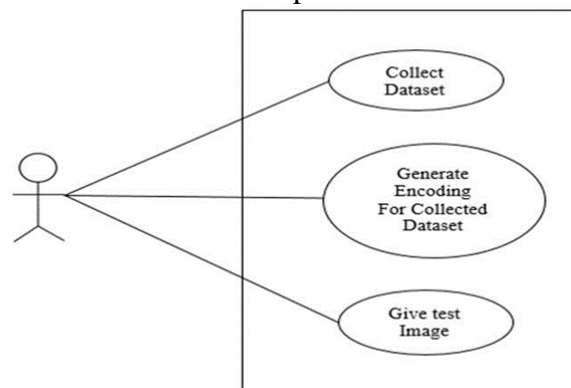 Collect
Dataset
Generate
Encoding
For Collected
Dataset
Give test
Image